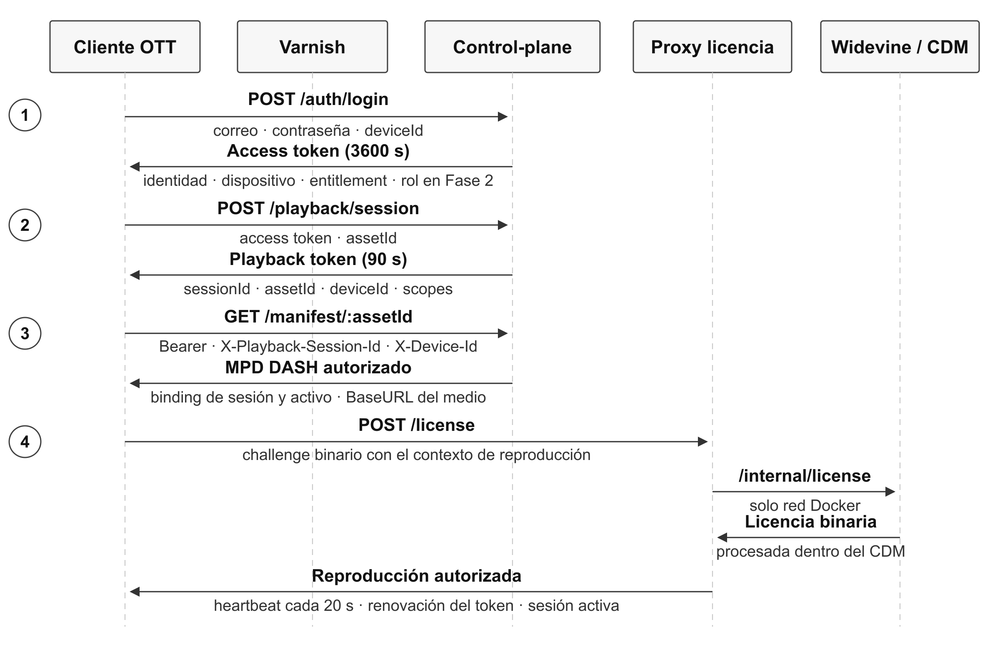 Cliente OTT
Varnish
Control-plane
Proxy licencia
Widevine / CDM
1
POST /auth/login
correo · contraseña · deviceId
Access token (3600 s)
identidad · dispositivo · entitlement · rol en Fase 2
2
POST /playback/session
access token · assetId
Playback token (90 s)
sessionId · assetId · deviceId · scopes
3
GET /manifest/:assetId
Bearer · X-Playback-Session-Id · X-Device-Id
MPD DASH autorizado
binding de sesión y activo · BaseURL del medio
4
POST /license
challenge binario con el contexto de reproducción
/internal/license
solo red Docker
Licencia binaria
procesada dentro del CDM
Reproducción autorizada
heartbeat cada 20 s · renovación del token · sesión activa